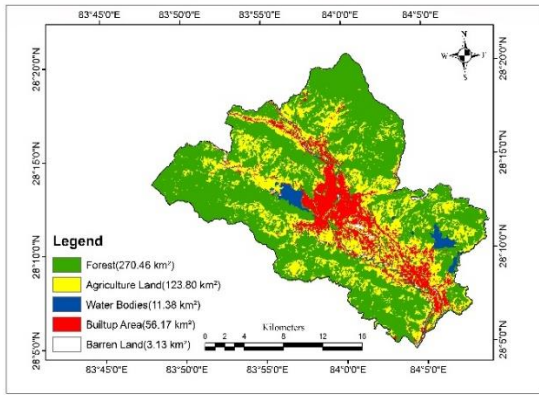 83°45'0"E 83°50'0"E 83°55'0"E 84°0'0"E 84°5'0"E
28°20'0"N 28°15'0"N 28°10'0"N 28°5'0"N
N
W E
S
28°20'0"N 28°15'0"N 28°10'0"N 28°5'0"N
Legend
Forest(270.46 km²)
Agriculture Land(123.80 km²)
Water Bodies(11.38 km²)
Builtup Area(56.17 km²)
Barren Land(3.13 km²)
Kilometers
0 2 4 8 12 16
83°45'0"E 83°50'0"E 83°55'0"E 84°0'0"E 84°5'0"E